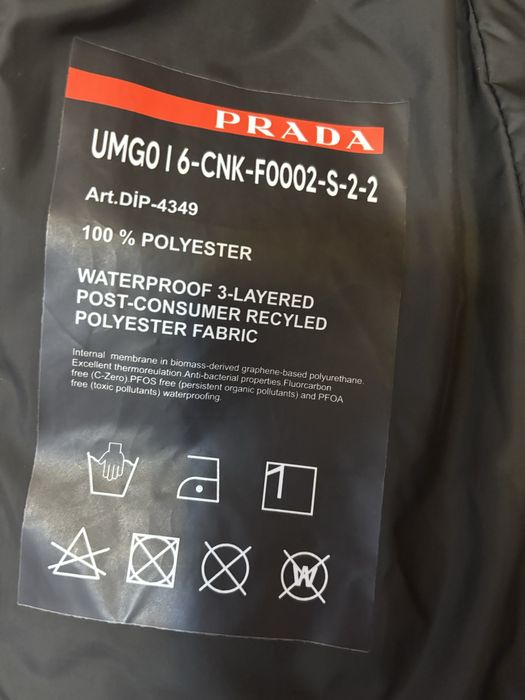 PRADA
UMG016-CNK-F0002-S-2-2
Art.DİP-4349
100 % POLYESTER
WATERPROOF 3-LAYERED
POST-CONSUMER RECYLED
POLYESTER FABRIC
Internal membrane in biomass-derived graphene-based polyurethane.
Excellent thermoreulation.Anti-bacterial properties.Fluorcarbon
free (C-Zero).PFOS free (persistent organic pollutants) and PFOA
free (toxic pollutants) waterproofing.
W